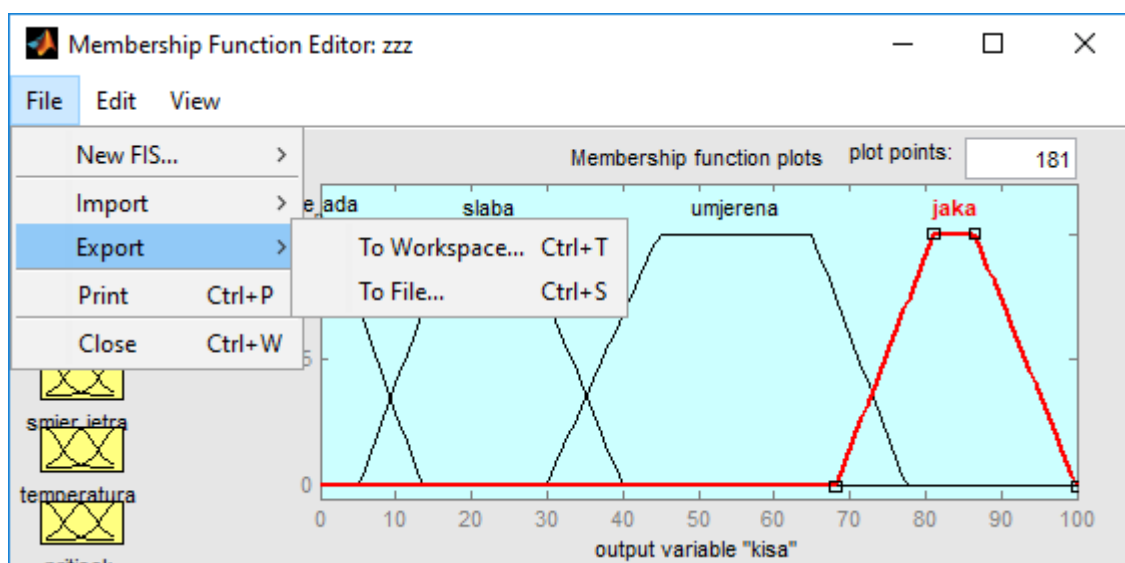 Membership Function Editor: zzz
File Edit View
New FIS... >
Import >
Export >
Print Ctrl+P
Close Ctrl+W
To Workspace... Ctrl+T
To File... Ctrl+S
Membership function plots plot points: 181
slaba umjerena jaka
5
0
0 10 20 30 40 50 60 70 80 90 100
output variable "kisa"
temperatura